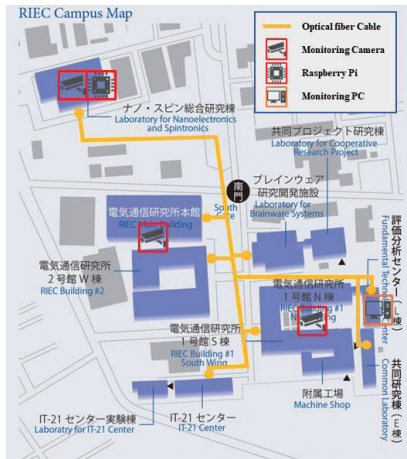 RIEC Campus Map
Optical fiber Cable
Monitoring Camera
Raspberry Pi
Monitoring PC
ナノ・スピン総合研究棟
Laboratory for Nanoelectronics
and Spintronics
共同プロジェクト研究棟
Laboratory for Cooperative
Research Project
南門
South
Gate
ブレインウェア
研究開発施設
Laboratory for
Brainware Systems
電気通信研究所本館
RIEC Main Building
評価分析センター(L棟)
Fundamental Technology Center
電気通信研究所
2号館W棟
RIEC Building #2
電気通信研究所
1号館N棟
RIEC Building #1
電気通信研究所
1号館S棟
RIEC Building #1
South Wing
共同研究棟(E棟)
Common Laboratory
附属工場
Machine Shop
IT-21センター実験棟
Laboratry for IT-21 Center
IT-21センター
IT-21 Center